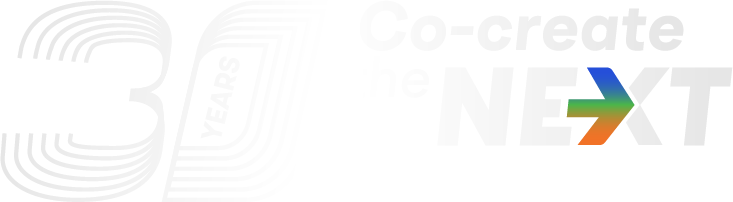 30
YEARS
Co-create
the
NEXT